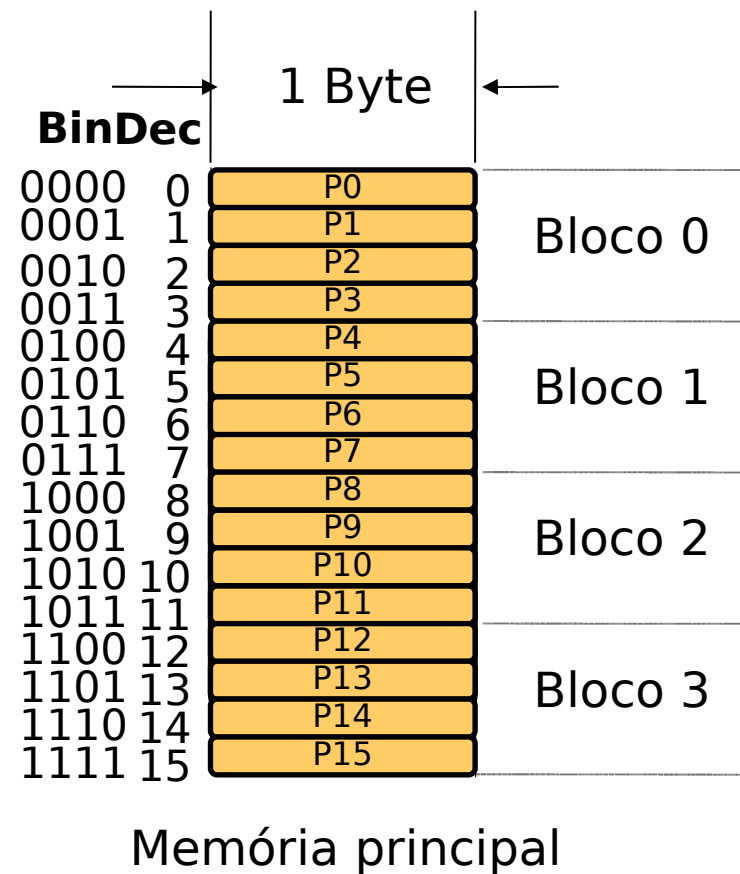 1 Byte
BinDec
0000 0 P0
0001 1 P1
Bloco 0
0010 2 P2
0011 3 P3
0100 4 P4
0101 5 P5
Bloco 1
0110 6 P6
0111 7 P7
1000 8 P8
1001 9 P9
Bloco 2
1010 10 P10
1011 11 P11
1100 12 P12
1101 13 P13
Bloco 3
1110 14 P14
1111 15 P15
Memória principal